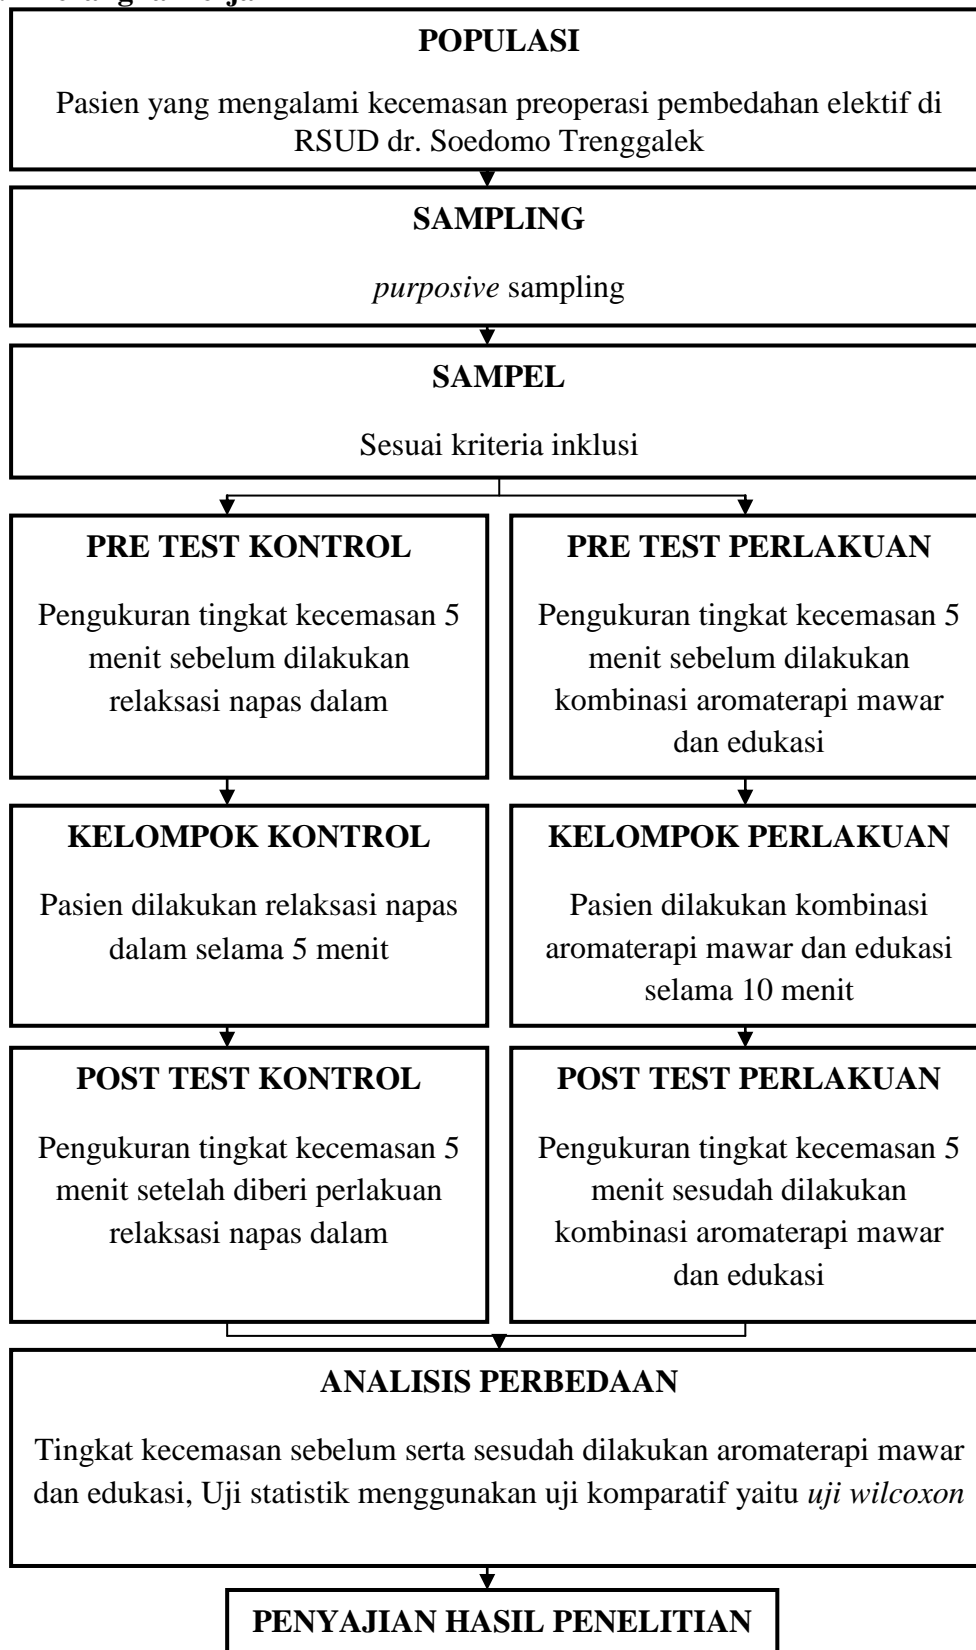 POPULASI
Pasien yang mengalami kecemasan preoperasi pembedahan elektif di
RSUD dr. Soedomo Trenggalek
SAMPLING
purposive sampling
SAMPEL
Sesuai kriteria inklusi
PRE TEST KONTROL
Pengukuran tingkat kecemasan 5
menit sebelum dilakukan
relaksasi napas dalam
PRE TEST PERLAKUAN
Pengukuran tingkat kecemasan 5
menit sebelum dilakukan
kombinasi aromaterapi mawar
dan edukasi
KELOMPOK KONTROL
Pasien dilakukan relaksasi napas
dalam selama 5 menit
KELOMPOK PERLAKUAN
Pasien dilakukan kombinasi
aromaterapi mawar dan edukasi
selama 10 menit
POST TEST KONTROL
Pengukuran tingkat kecemasan 5
menit setelah diberi perlakuan
relaksasi napas dalam
POST TEST PERLAKUAN
Pengukuran tingkat kecemasan 5
menit sesudah dilakukan
kombinasi aromaterapi mawar
dan edukasi
ANALISIS PERBEDAAN
Tingkat kecemasan sebelum serta sesudah dilakukan aromaterapi mawar
dan edukasi, Uji statistik menggunakan uji komparatif yaitu uji wilcoxon
PENYAJIAN HASIL PENELITIAN